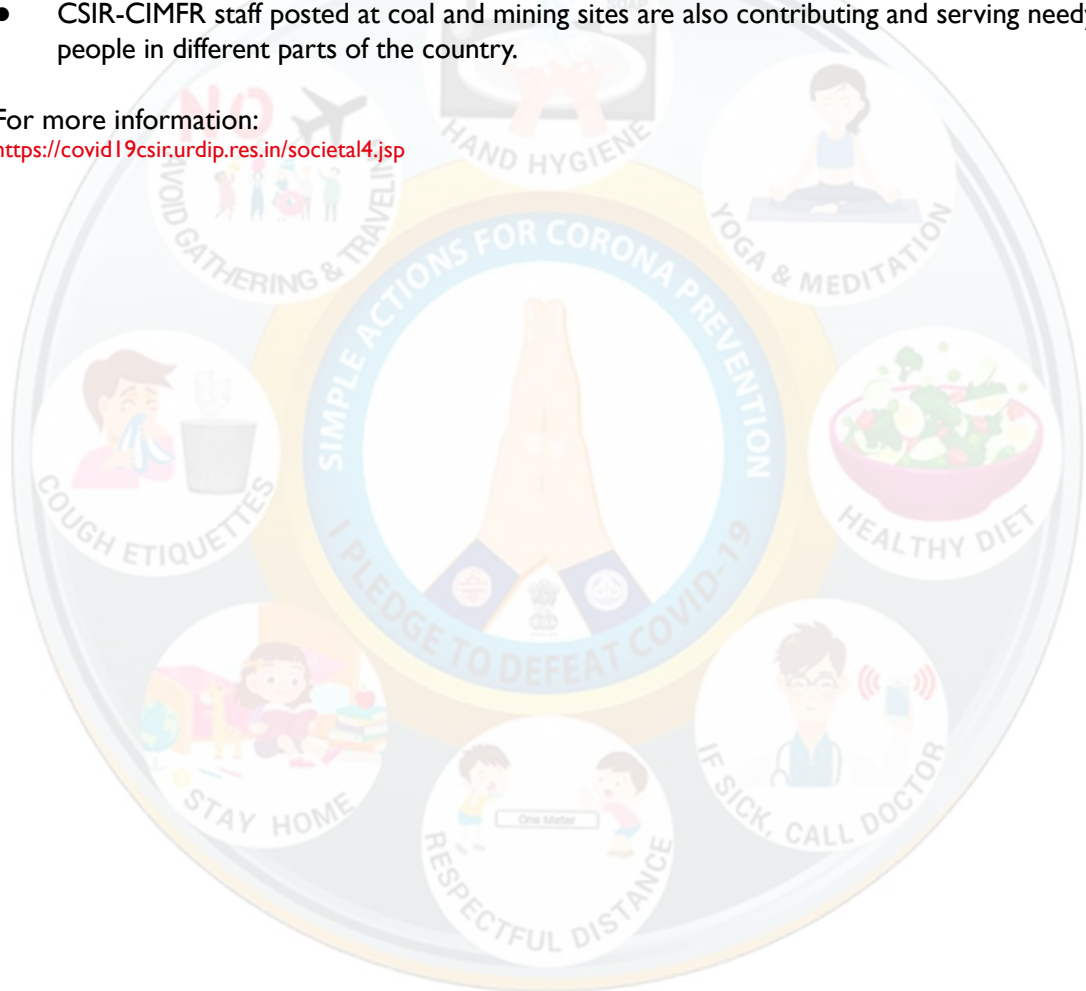 ● CSIR-CIMFR staff posted at coal and mining sites are also contributing and serving needy
people in different parts of the country.
For more information:
https://covid19csir.urdip.res.in/societal4.jsp
NO
AVOID GATHERING & TRAVELIN
HAND HYGIENE
YOGA & MEDITATION
SIMPLE ACTIONS FOR CORONA PREVENTION
I PLEDGE TO DEFEAT COVID-19
COUGH ETIQUETTES
HEALTHY DIET
STAY HOME
One Meter
RESPECTFUL DISTANCE
IF SICK, CALL DOCTOR